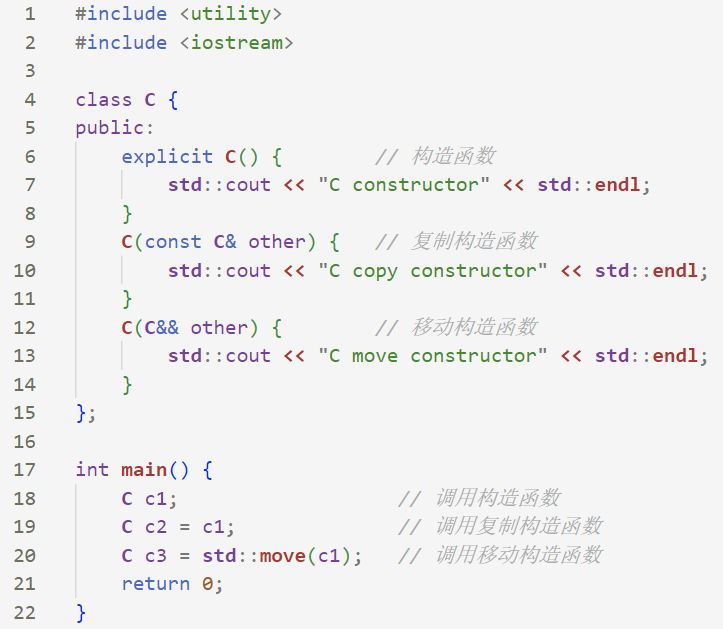 1 #include <utility>
2 #include <iostream>
3
4 class C {
5 public:
6     explicit C() {        // 构造函数
7         std::cout << "C constructor" << std::endl;
8     }
9     C(const C& other) {   // 复制构造函数
10         std::cout << "C copy constructor" << std::endl;
11     }
12     C(C&& other) {        // 移动构造函数
13         std::cout << "C move constructor" << std::endl;
14     }
15 };
16
17 int main() {
18     C c1;                   // 调用构造函数
19     C c2 = c1;              // 调用复制构造函数
20     C c3 = std::move(c1);   // 调用移动构造函数
21     return 0;
22 }